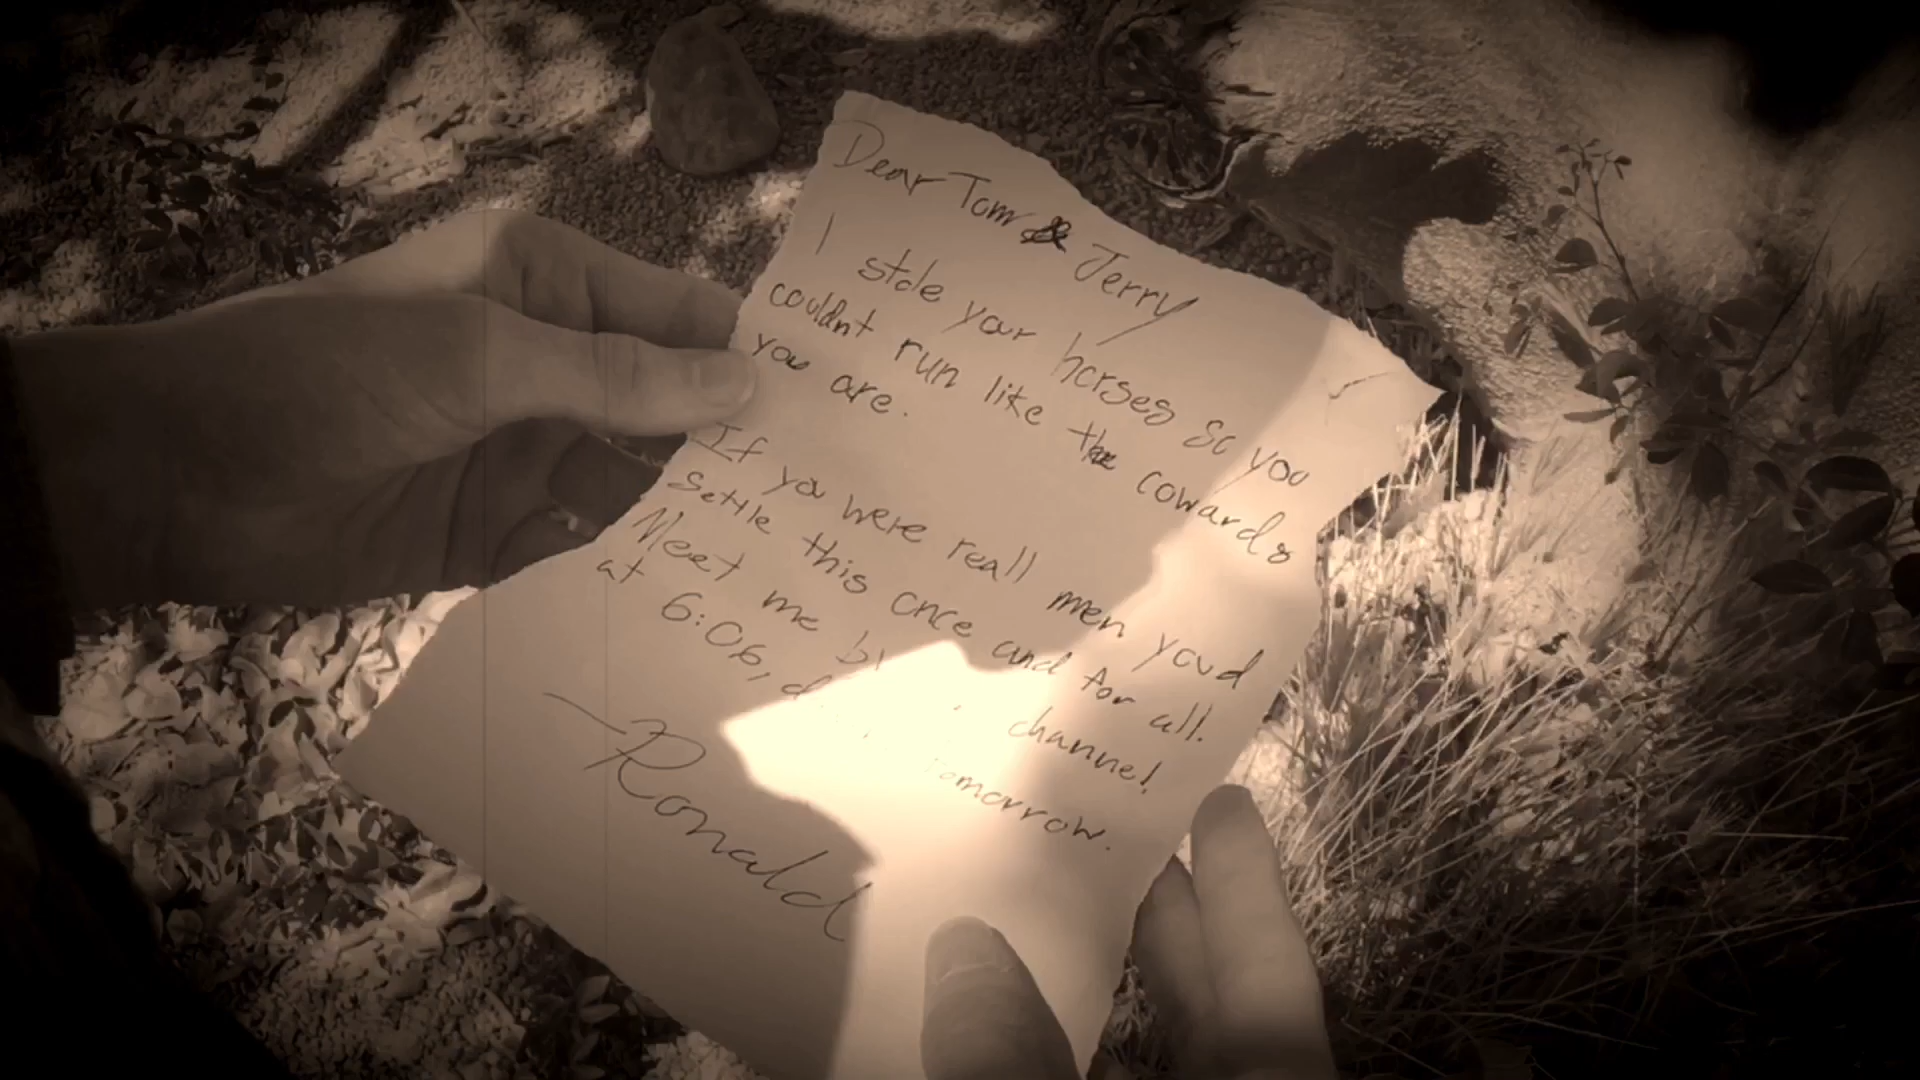 Dear Tom & Jerry
I stole your horses so you
couldnt run like the cowards
you are.
If you were reall men you'd
settle this once and for all.
Meet me channel,
at 6:06, tomorrow.
—Ronald